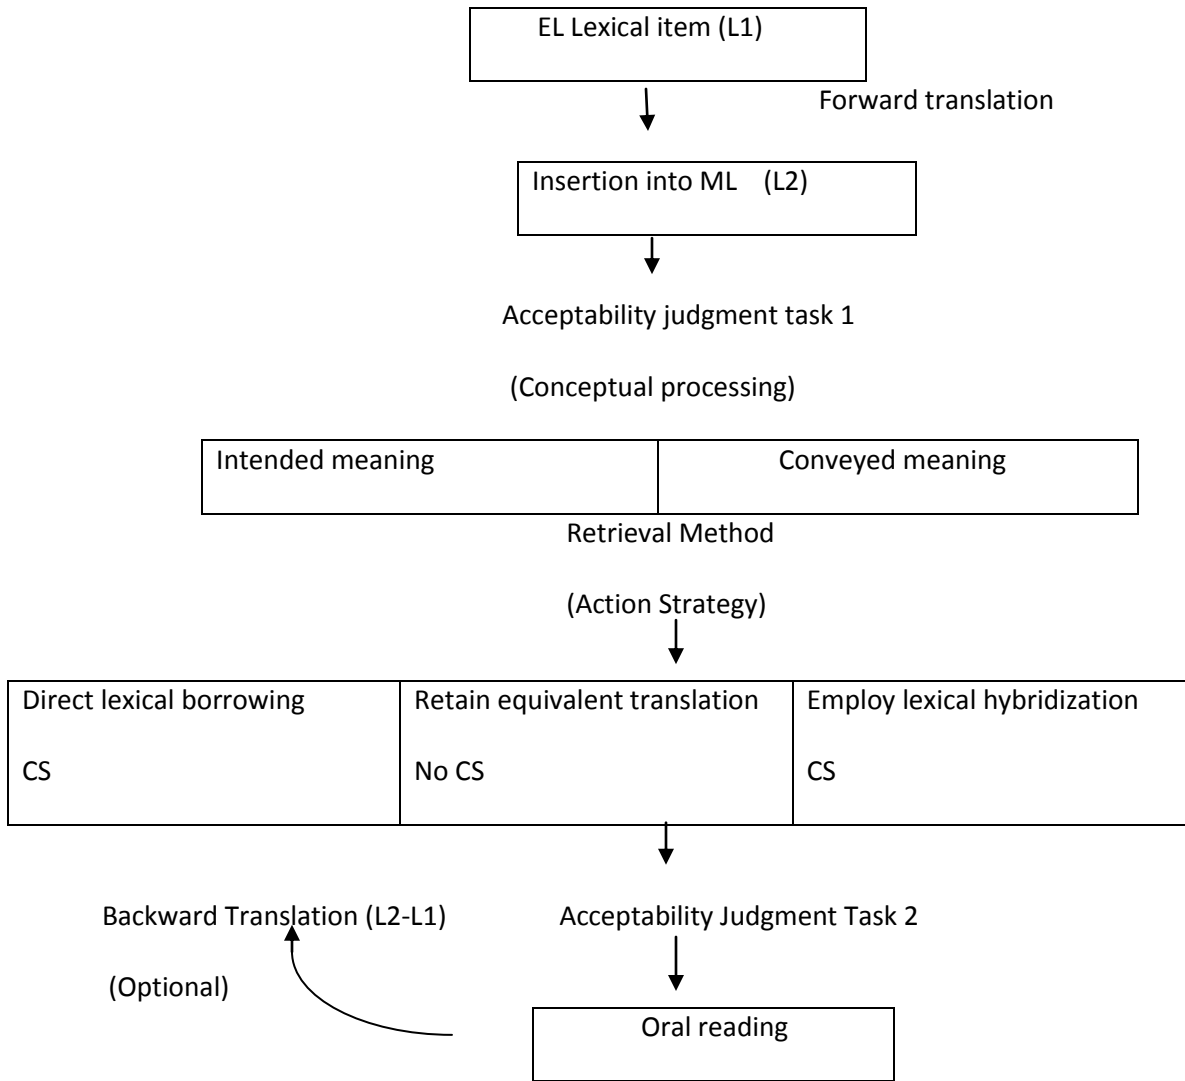 EL Lexical item (L1)
Forward translation
Insertion into ML (L2)
Acceptability judgment task 1
(Conceptual processing)
Intended meaning
Conveyed meaning
Retrieval Method
(Action Strategy)
Direct lexical borrowing
CS
Retain equivalent translation
No CS
Employ lexical hybridization
CS
Backward Translation (L2-L1)
(Optional)
Acceptability Judgment Task 2
Oral reading